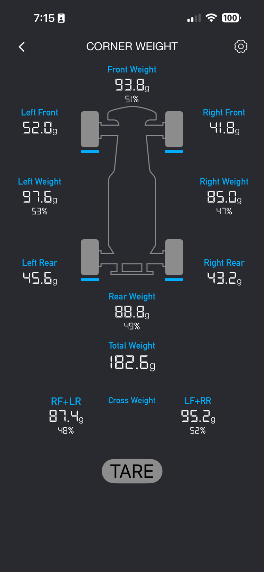 7:15 100
CORNER WEIGHT
Front Weight
93.8g
51%
Left Front Right Front
52.0g 41.8g
Left Weight Right Weight
97.6g 85.0g
53% 47%
Left Rear Right Rear
45.6g 43.2g
Rear Weight
88.8g
49%
Total Weight
182.6g
RF+LR Cross Weight LF+RR
87.4g 95.2g
48% 52%
TARE